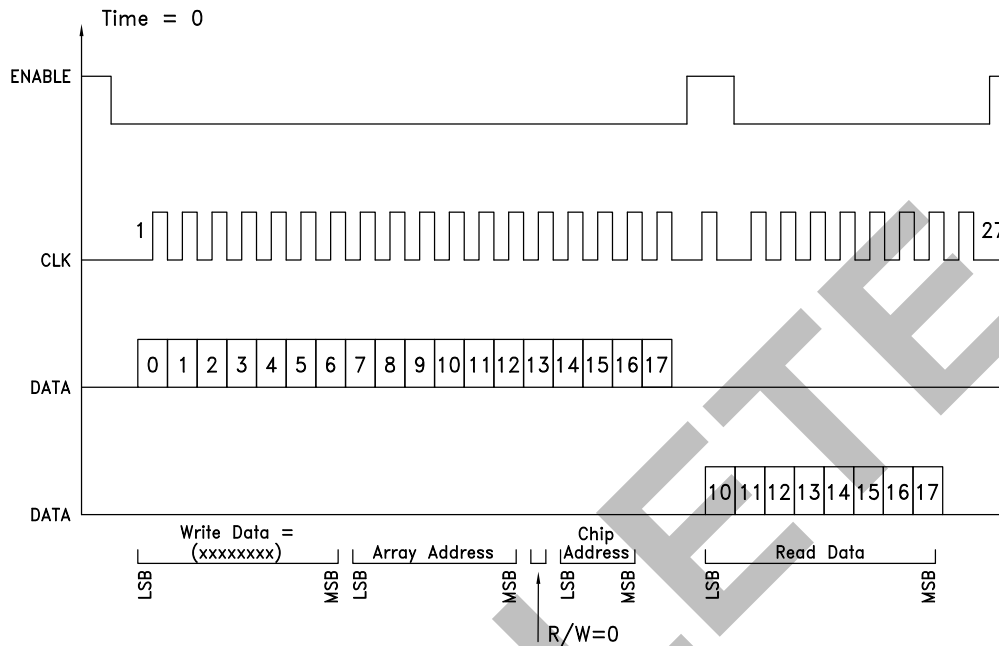 Time = 0
ENABLE
1
27
CLK
0 1 2 3 4 5 6 7 8 9 10 11 12 13 14 15 16 17
DATA
10 11 12 13 14 15 16 17
DATA
Write Data =
(xxxxxxxx)
Array Address
Chip
Address
Read Data
LSB
MSB
LSB
MSB
LSB
MSB
LSB
MSB
R/W=0
LETE